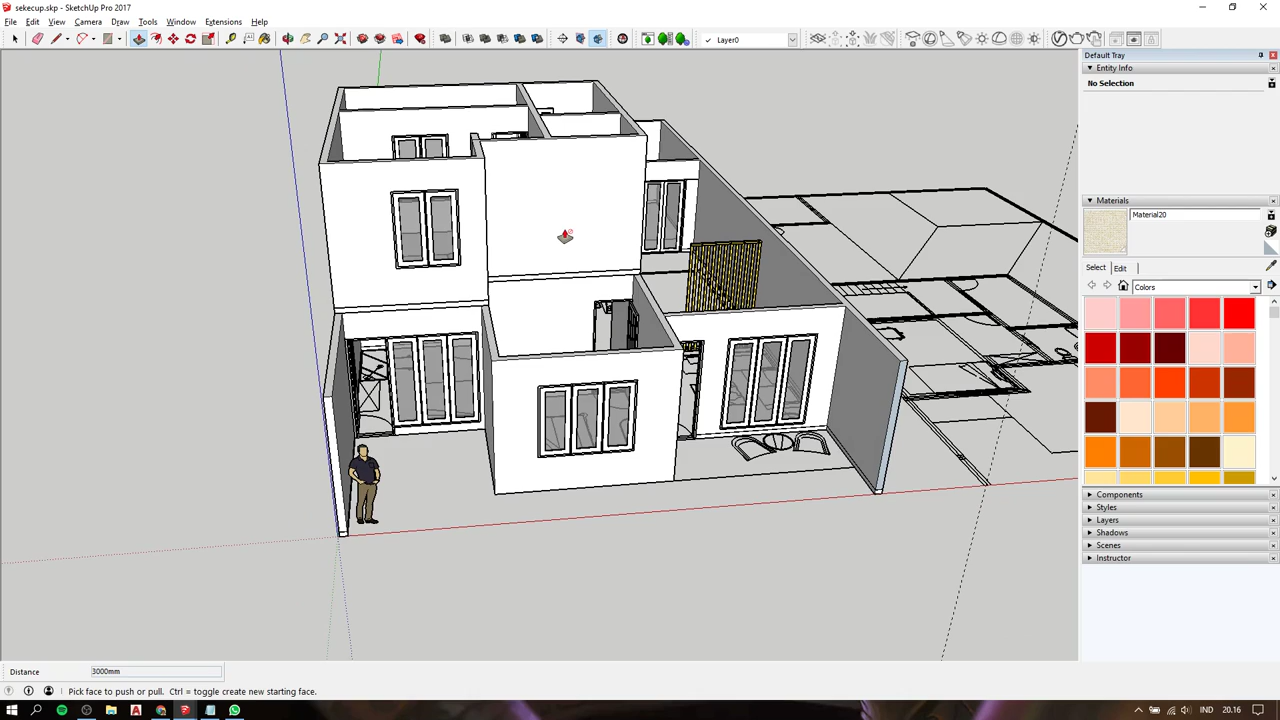 sekecup.skp - SketchUp Pro 2017
File Edit View Camera Draw Tools Window Extensions Help
Layer0
Default Tray
Entity Info
No Selection
Materials
Material20
Select Edit
Colors
Components
Styles
Layers
Shadows
Scenes
Instructor
Distance 3000mm
Pick face to push or pull. Ctrl = toggle create new starting face.
IND 20.16